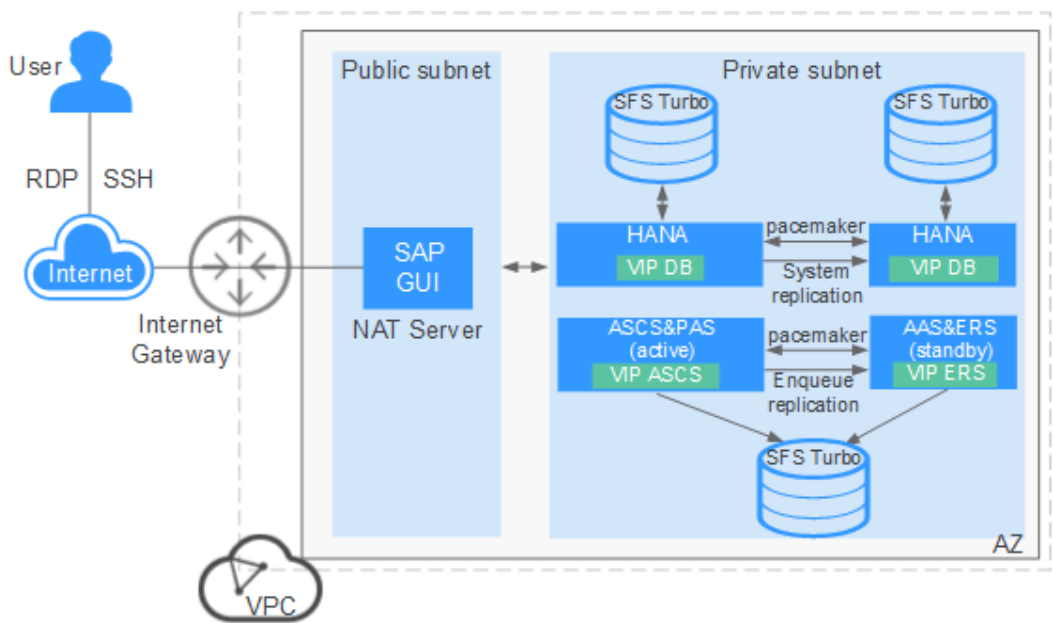 User
RDP
SSH
Internet
Internet
Gateway
Public subnet
SAP
GUI
NAT Server
Private subnet
SFS Turbo
SFS Turbo
HANA
VIP DB
pacemaker
System
replication
HANA
VIP DB
ASCS&PAS
(active)
VIP ASCS
pacemaker
Enqueue
replication
AAS&ERS
(standby)
VIP ERS
SFS Turbo
AZ
VPC